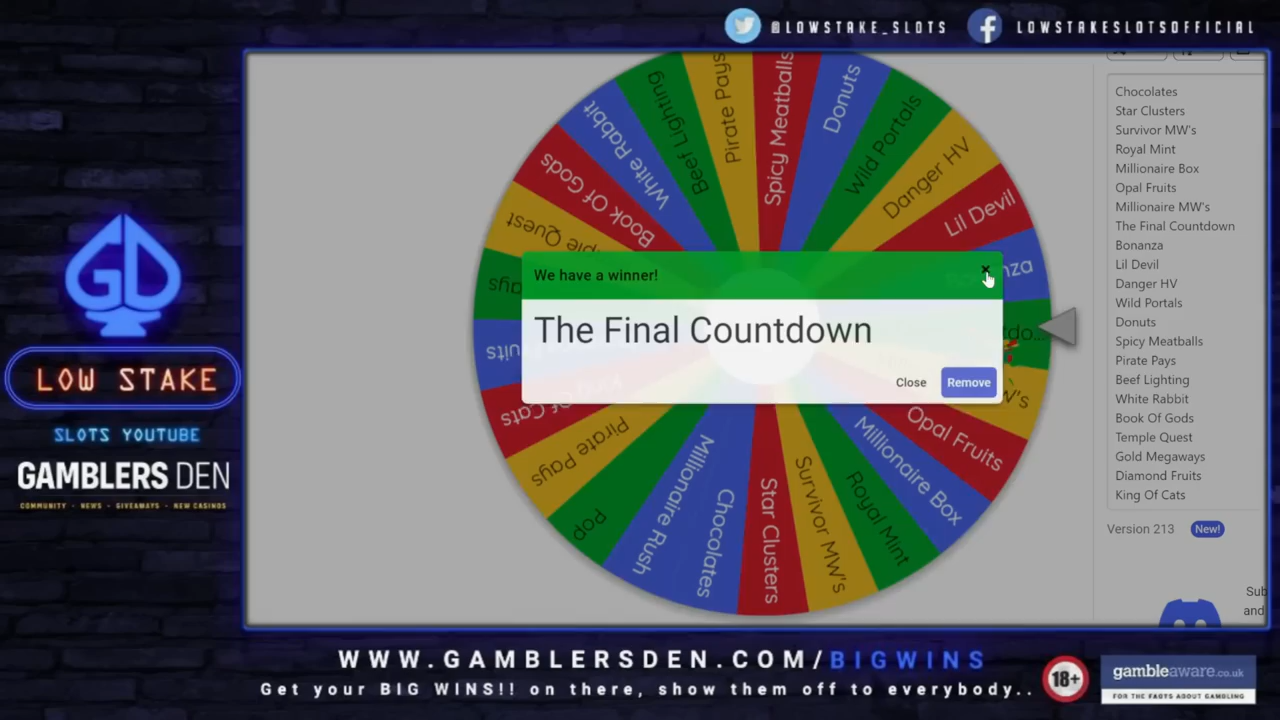 @LOWSTAKE_SLOTS
LOWSTAKESLOTSOFFICIAL
GD
LOW STAKE
SLOTS YOUTUBE
GAMBLERS DEN
COMMUNITY - NEWS - GIVEAWAYS - NEW CASINOS
Book Of Gods
White Rabbit
Beef Lighting
Pirate Pays
Spicy Meatballs
Donuts
Wild Portals
Danger HV
Lil Devil
We have a winner!
The Final Countdown
Close
Remove
Opal Fruits
Millionaire Box
Royal Mint
Survivor MW's
Star Clusters
Chocolates
Millionaire Rush
Pop
Pirate Pays
Of Cats
Chocolates
Star Clusters
Survivor MW's
Royal Mint
Millionaire Box
Opal Fruits
Millionaire MW's
The Final Countdown
Bonanza
Lil Devil
Danger HV
Wild Portals
Donuts
Spicy Meatballs
Pirate Pays
Beef Lighting
White Rabbit
Book Of Gods
Temple Quest
Gold Megaways
Diamond Fruits
King Of Cats
Version 213 New!
Sub
and
WWW.GAMBLERSDEN.COM/BIGWINS
Get your BIG WINS!! on there, show them off to everybody..
18+
gambleaware.co.uk
FOR THE FACTS ABOUT GAMBLING